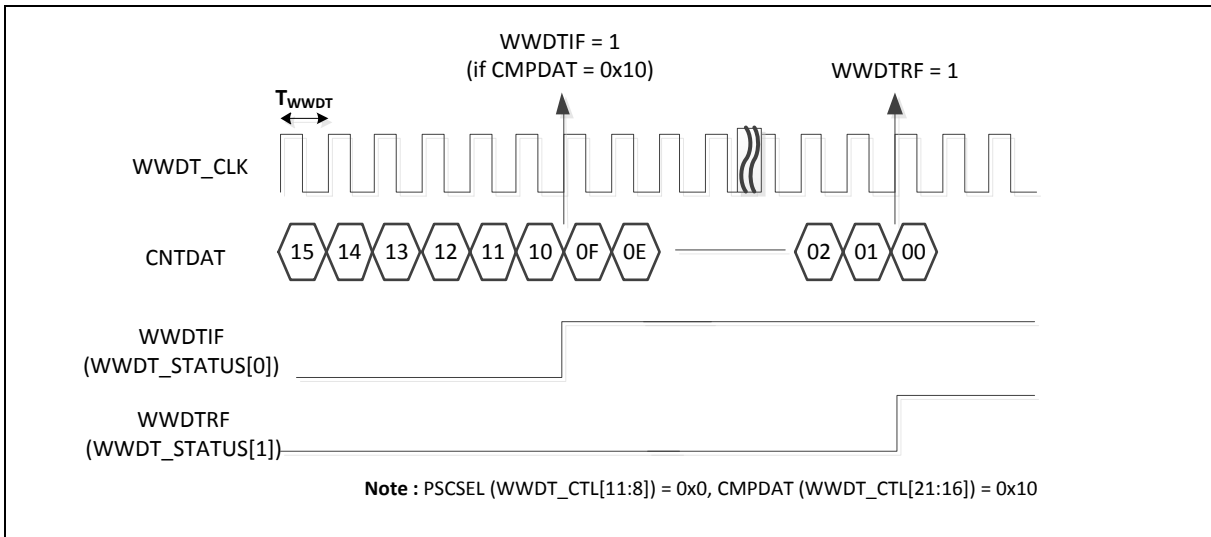 WWDTIF = 1
(if CMPDAT = 0x10)
WWDTRF = 1
TWWDT
WWDT_CLK
CNTDAT
15 14 13 12 11 10 0F 0E 02 01 00
WWDTIF
(WWDT_STATUS[0])
WWDTRF
(WWDT_STATUS[1])
Note : PSCSEL (WWDT_CTL[11:8]) = 0x0, CMPDAT (WWDT_CTL[21:16]) = 0x10